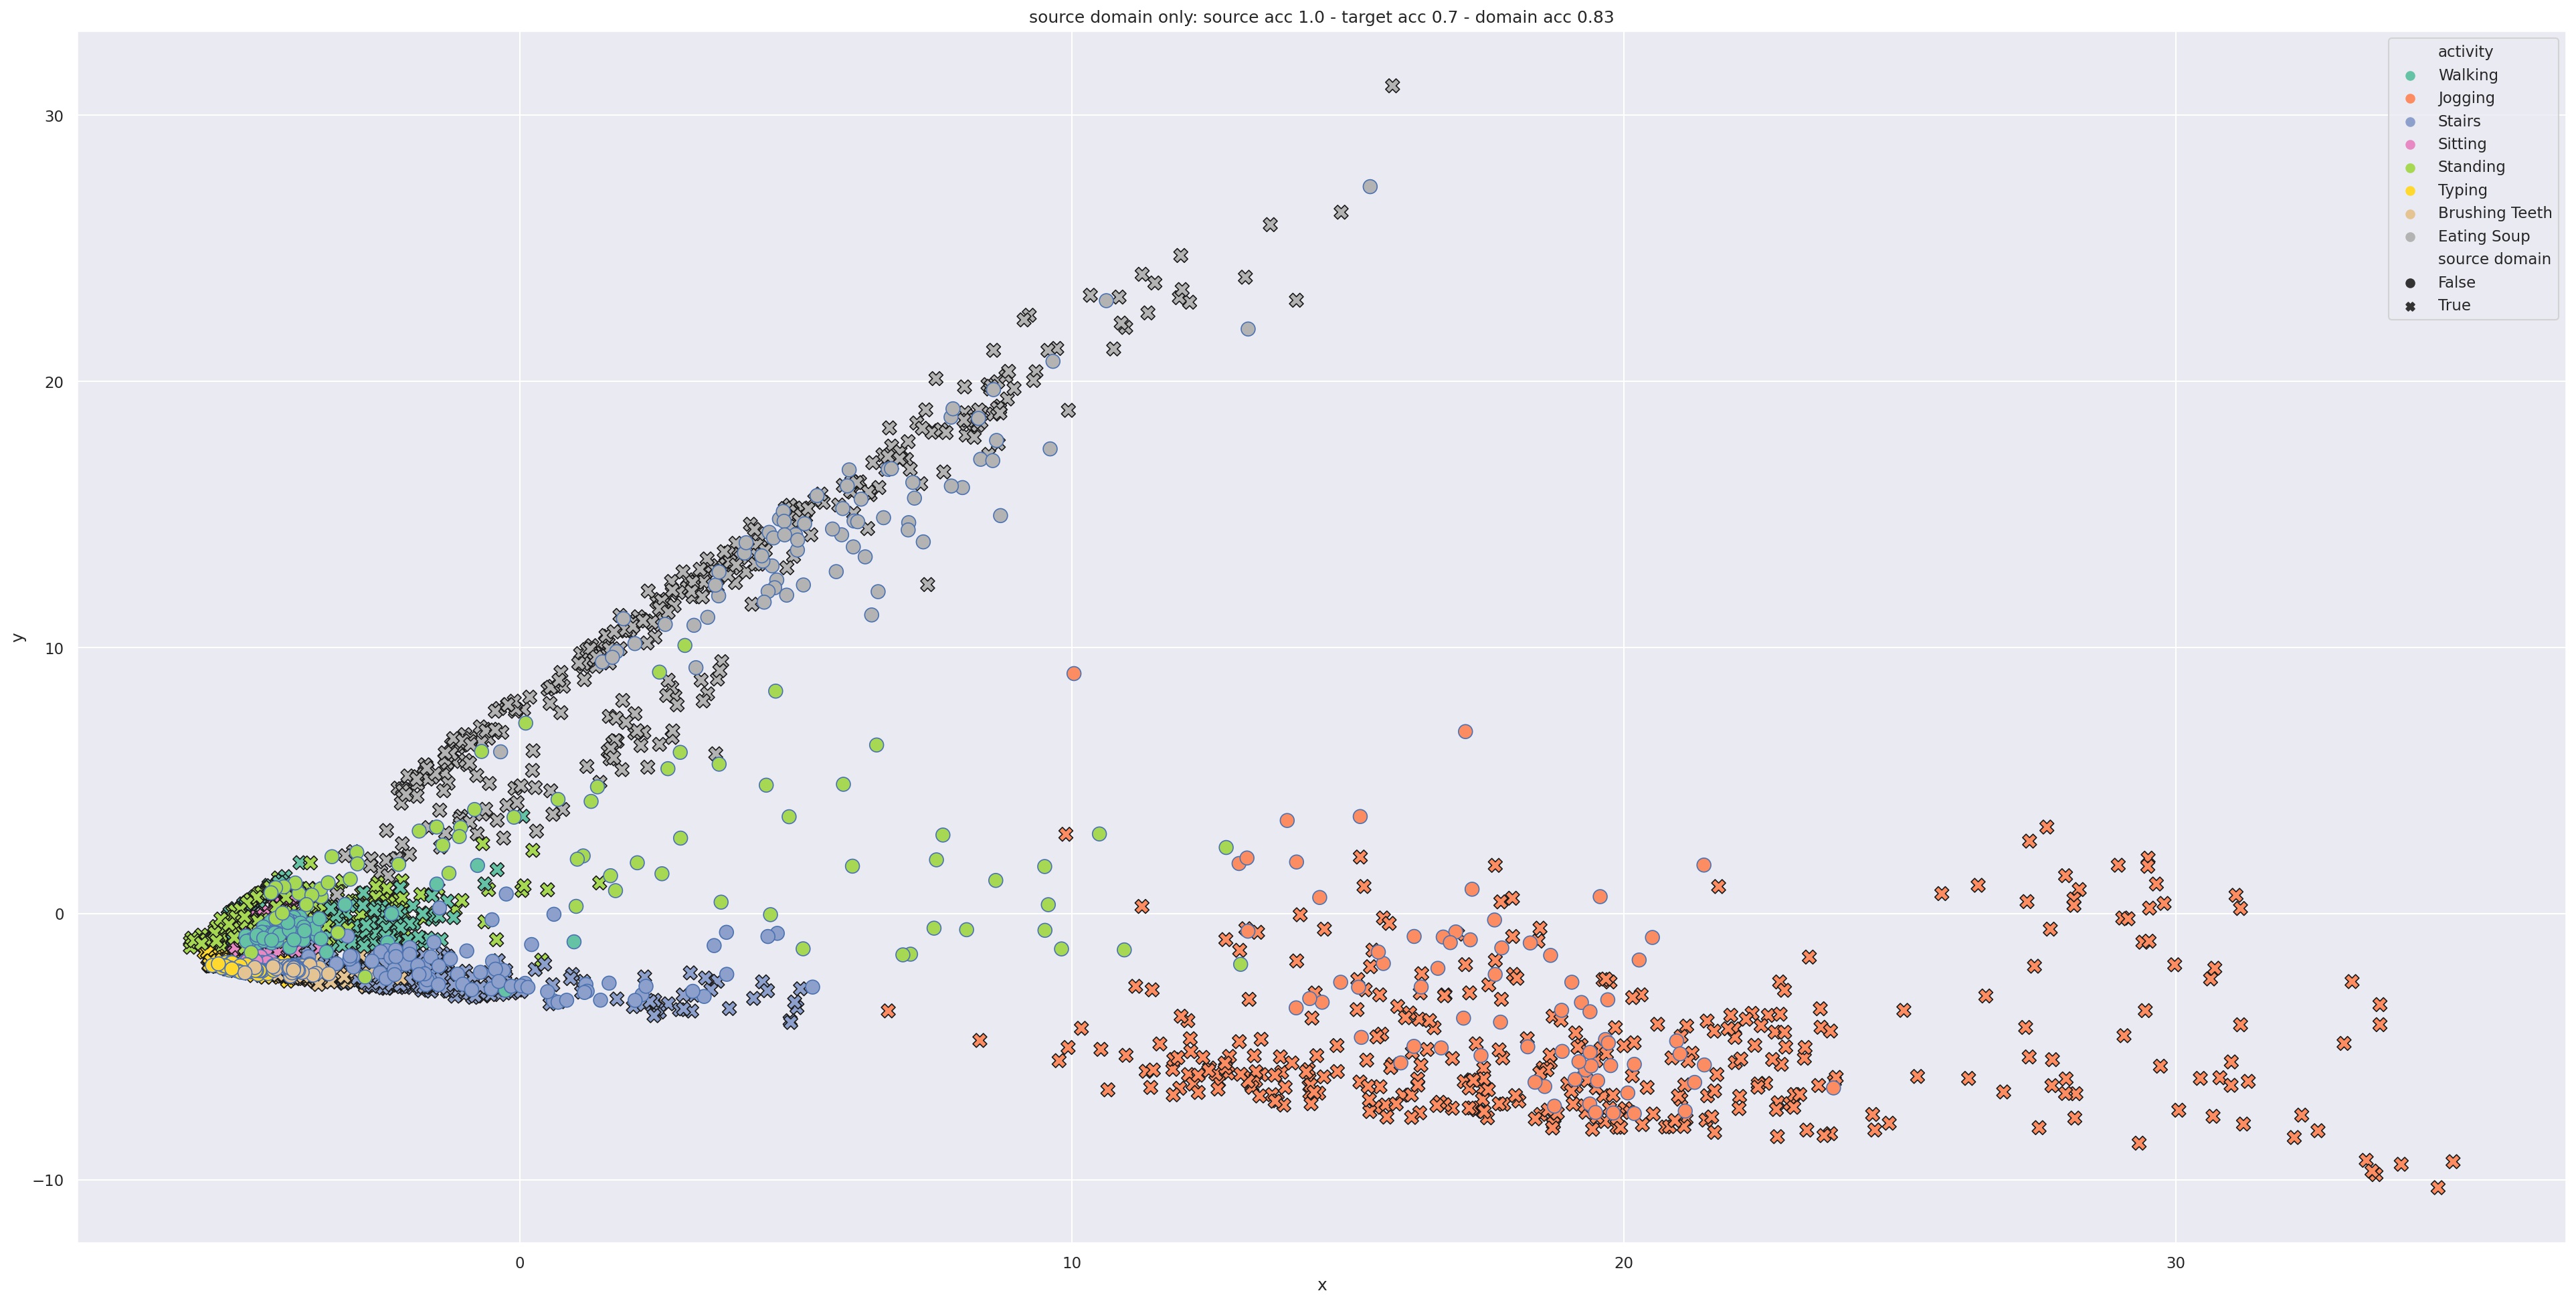 source domain only: source acc 1.0 - target acc 0.7 - domain acc 0.83
activity
Walking
Jogging
Stairs
Sitting
Standing
Typing
Brushing Teeth
Eating Soup
source domain
False
True
30
20
10
0
−10
y
0
10
20
30
x